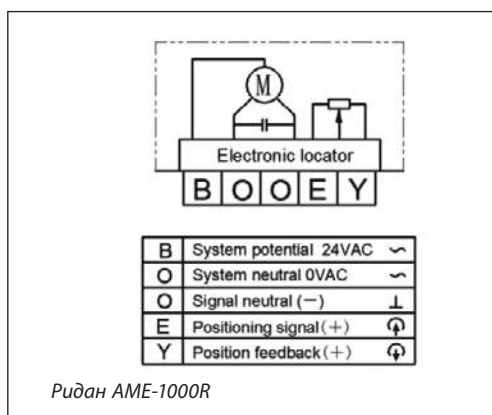 M
Electronic locator
B O O E Y
B System potential 24VAC ∽
O System neutral 0VAC ∽
O Signal neutral (—) ⊥
E Positioning signal(+)
Y Position feedback(+)
Ридан AME-1000R